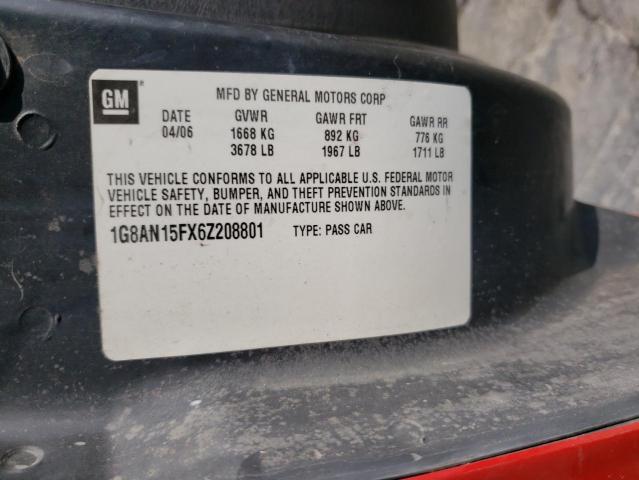 GM ® MFD BY GENERAL MOTORS CORP
DATE GVWR GAWR FRT GAWR RR
04/06 1668 KG 892 KG 776 KG
3678 LB 1967 LB 1711 LB
THIS VEHICLE CONFORMS TO ALL APPLICABLE U.S. FEDERAL MOTOR
VEHICLE SAFETY, BUMPER, AND THEFT PREVENTION STANDARDS IN
EFFECT ON THE DATE OF MANUFACTURE SHOWN ABOVE.
1G8AN15FX6Z208801 TYPE: PASS CAR